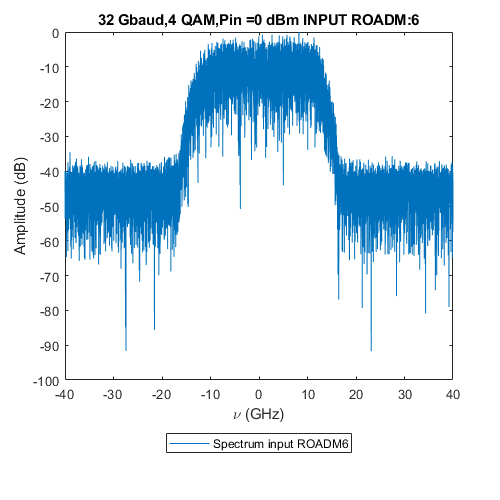 32 Gbaud,4 QAM,Pin =0 dBm INPUT ROADM:6
0
-10
-20
-30
-40
-50
-60
-70
-80
-90
-100
Amplitude (dB)
-40 -30 -20 -10 0 10 20 30 40
ν (GHz)
Spectrum input ROADM6